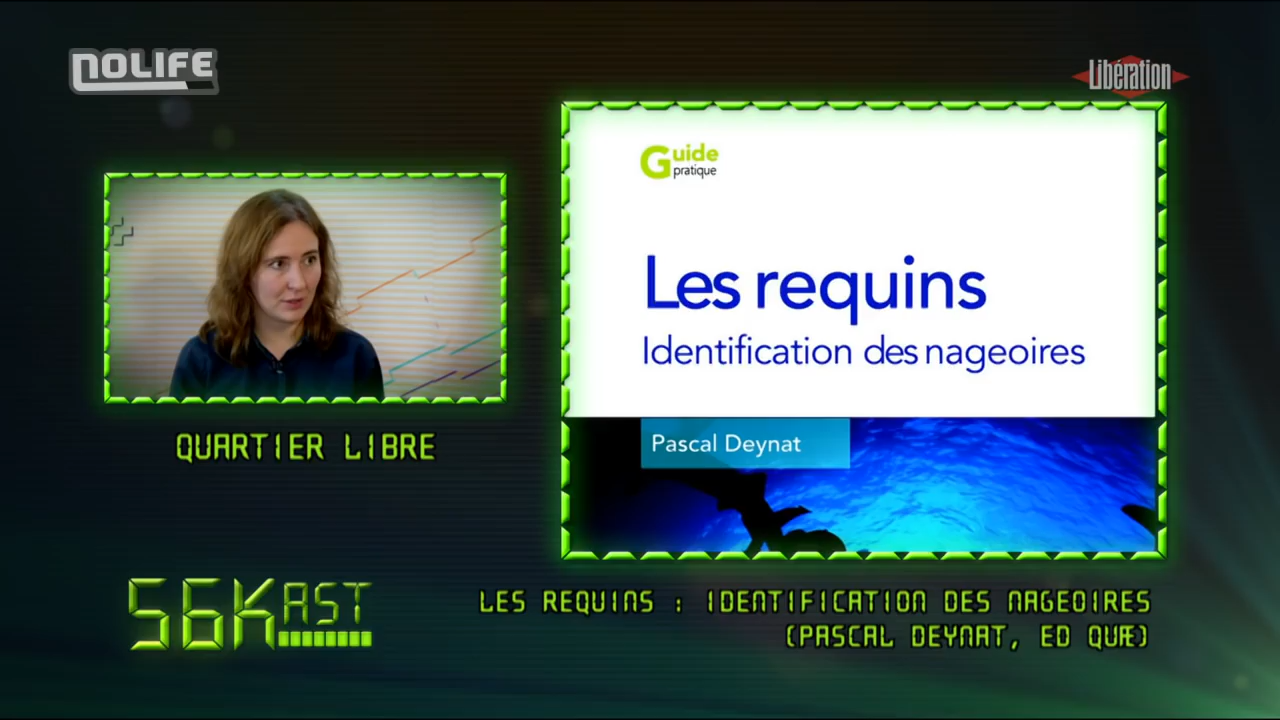 NOLIFE
Libération
Guide
pratique
Les requins
Identification des nageoires
Pascal Deynat
QUARTIER LIBRE
56KAST
LES REQUINS : IDENTIFICATION DES NAGEOIRES
(PASCAL DEYNAT, ED QUÆ)